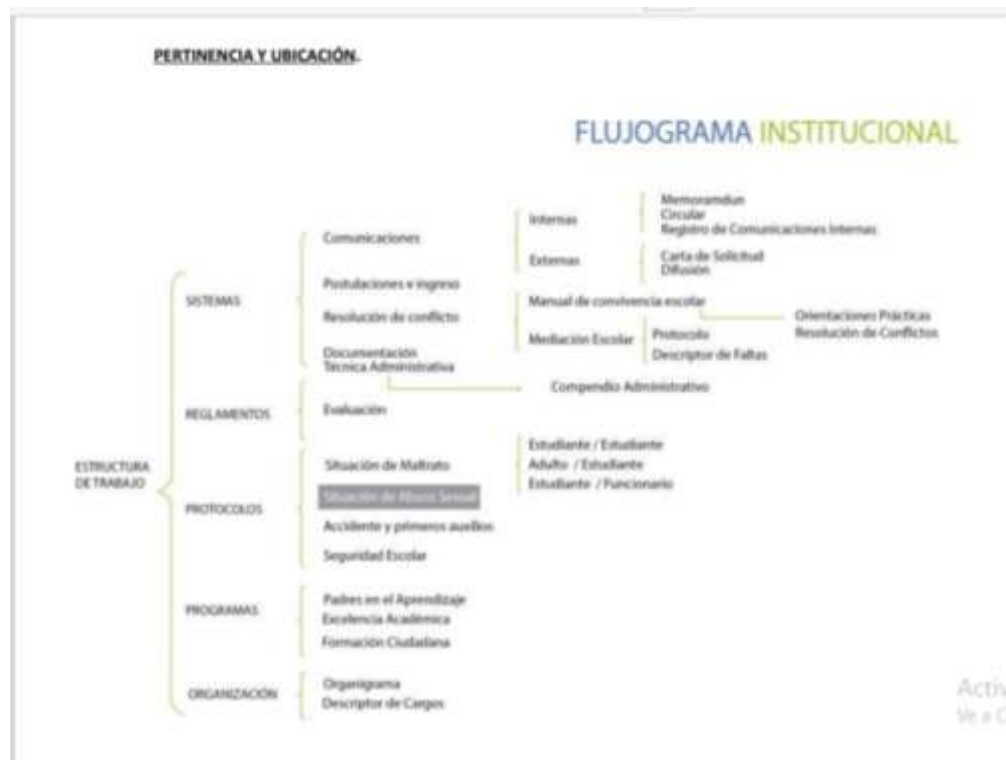 PERTINENCIA Y UBICACIÓN.
FLUJOGRAMA INSTITUCIONAL
ESTRUCTURA
DE TRABAJO
SISTEMAS
Comunicaciones
Internas
Memoramdun
Circular
Registro de Comunicaciones Internas
Externas
Carta de Solicitud
Difusión
Postulaciones e ingreso
Resolución de conflicto
Manual de convivencia escolar
Orientaciones Prácticas
Resolución de Conflictos
Mediación Escolar
Protocolo
Descriptor de Faltas
Documentación
Técnica Administrativa
Compendio Administrativo
REGLAMENTOS
Evaluación
PROTOCOLOS
Situación de Maltrato
Estudiante / Estudiante
Adulto / Estudiante
Estudiante / Funcionario
Situación de Abuso Sexual
Accidente y primeros auxilios
Seguridad Escolar
PROGRAMAS
Padres en el Aprendizaje
Excelencia Académica
Formación Ciudadana
ORGANIZACIÓN
Organigrama
Descriptor de Cargos
Activ
Ve a C